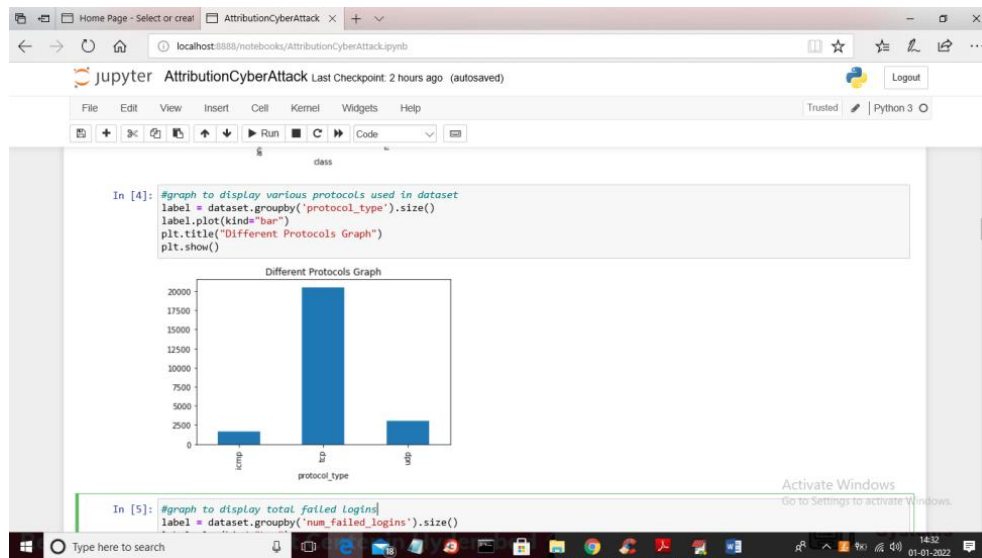 Home Page - Select or creat
AttributionCyberAttack
localhost:8888/notebooks/AttributionCyberAttack.ipynb
jupyter AttributionCyberAttack Last Checkpoint: 2 hours ago (autosaved)
Logout
File Edit View Insert Cell Kernel Widgets Help
Trusted Python 3
Run Code
class
In [4]: #graph to display various protocols used in dataset
label = dataset.groupby('protocol_type').size()
label.plot(kind="bar")
plt.title("Different Protocols Graph")
plt.show()
Different Protocols Graph
20000
17500
15000
12500
10000
7500
5000
2500
0
icmp tcp udp
protocol_type
Activate Windows
Go to Settings to activate Windows.
In [5]: #graph to display total failed logins
label = dataset.groupby('num_failed_logins').size()
Type here to search
14:32
01-01-2022